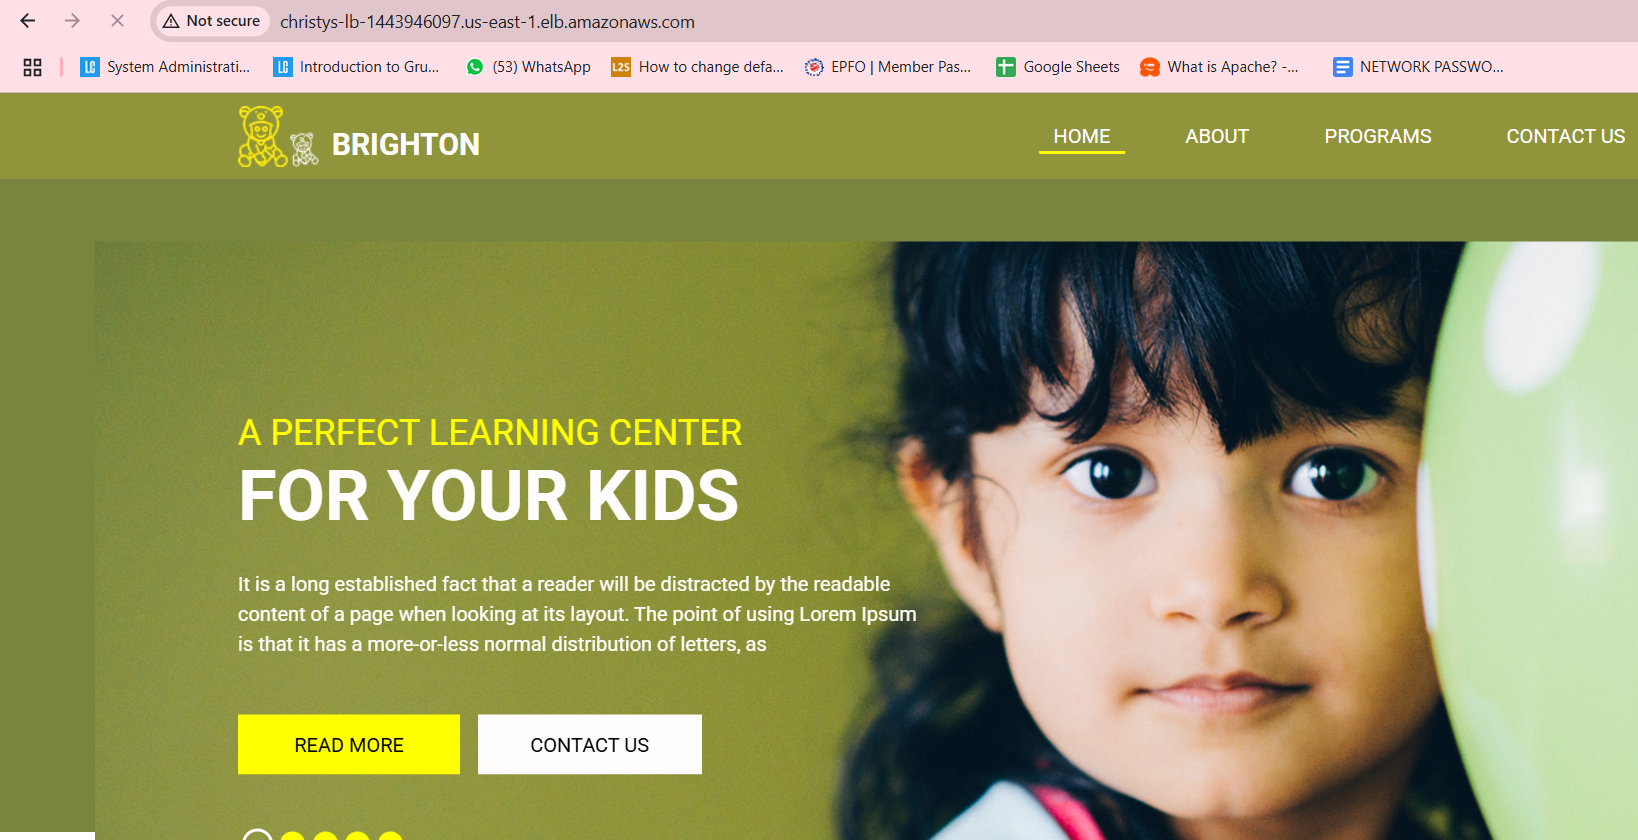 Not secure christys-lb-1443946097.us-east-1.elb.amazonaws.com
LC System Administrati... LC Introduction to Gru... (53) WhatsApp L2S How to change defa... EPFO | Member Pas... Google Sheets What is Apache? -... NETWORK PASSWO...
BRIGHTON HOME ABOUT PROGRAMS CONTACT US
A PERFECT LEARNING CENTER
FOR YOUR KIDS
It is a long established fact that a reader will be distracted by the readable
content of a page when looking at its layout. The point of using Lorem Ipsum
is that it has a more-or-less normal distribution of letters, as
READ MORE CONTACT US